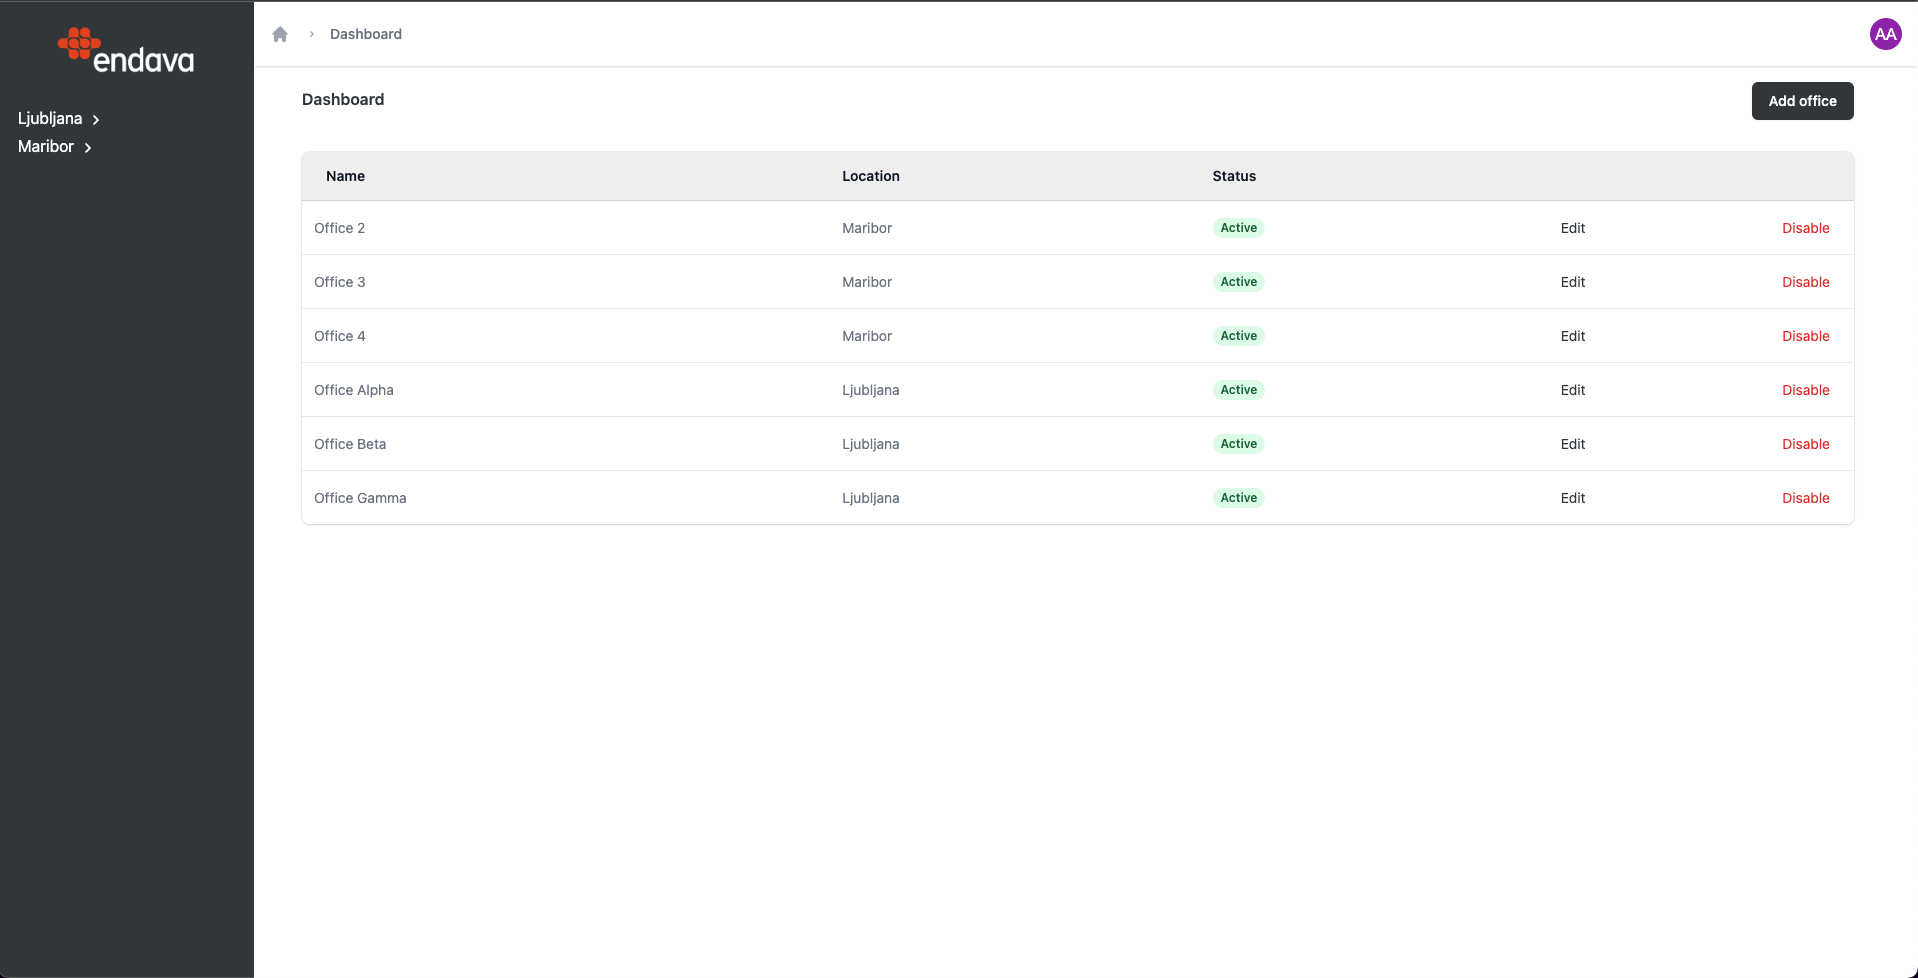 endava
Ljubljana
Maribor
Dashboard
AA
Dashboard
Add office
Name Location Status
Office 2 Maribor Active Edit Disable
Office 3 Maribor Active Edit Disable
Office 4 Maribor Active Edit Disable
Office Alpha Ljubljana Active Edit Disable
Office Beta Ljubljana Active Edit Disable
Office Gamma Ljubljana Active Edit Disable